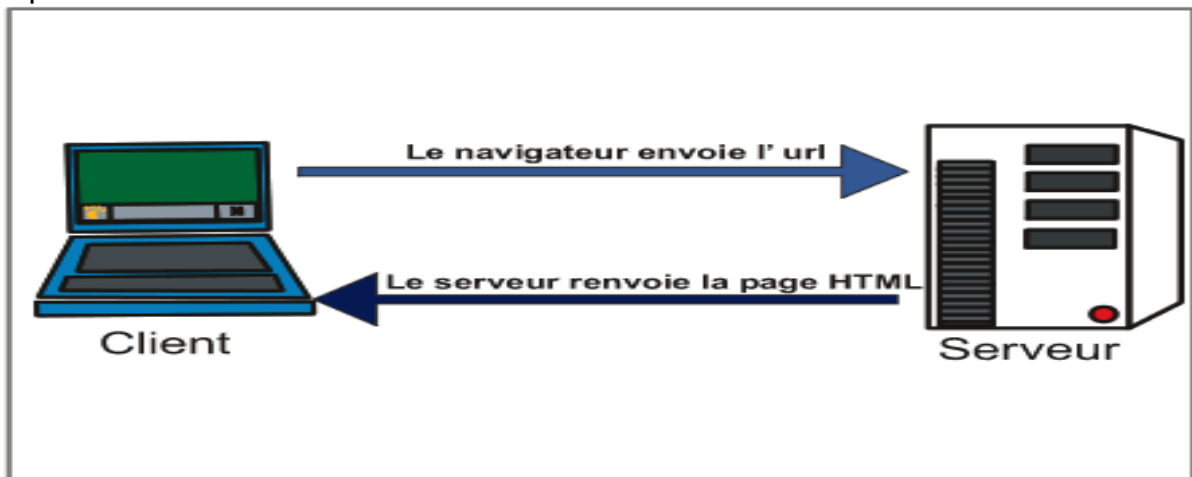 Le navigateur envoie l' url
Le serveur renvoie la page HTML
Client
Serveur